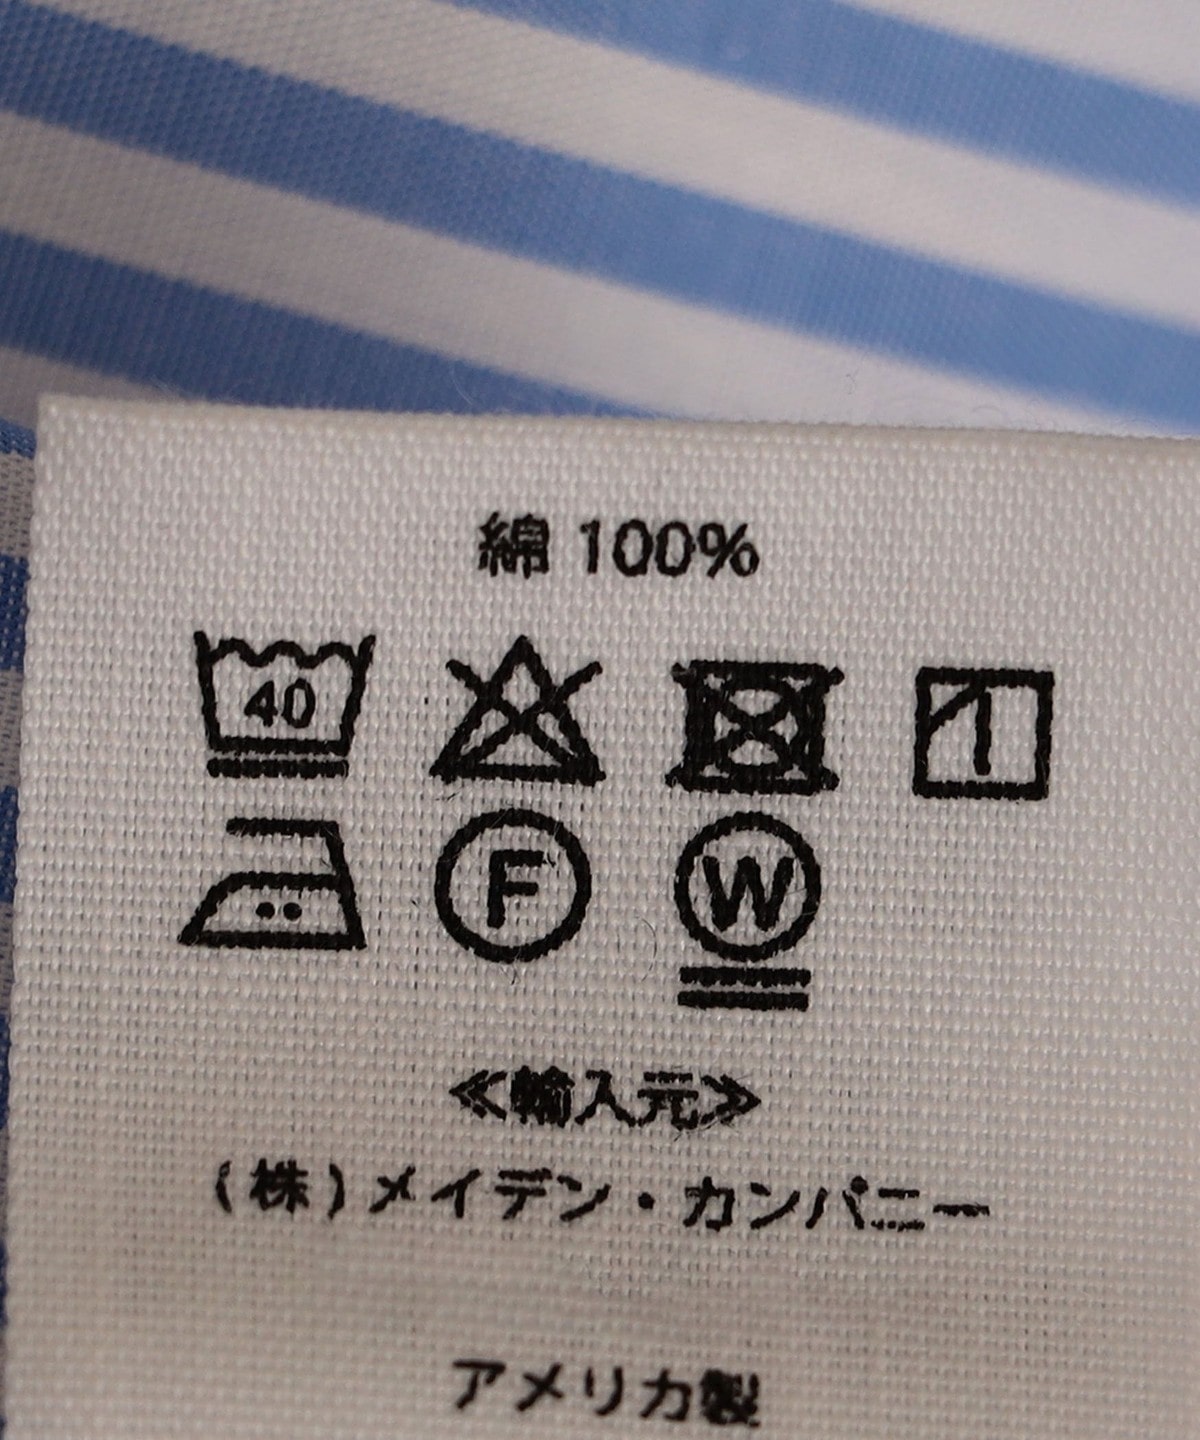 綿 100%
40
F W
≪輸入元≫
(株)メイデン・カンパニー
アメリカ製